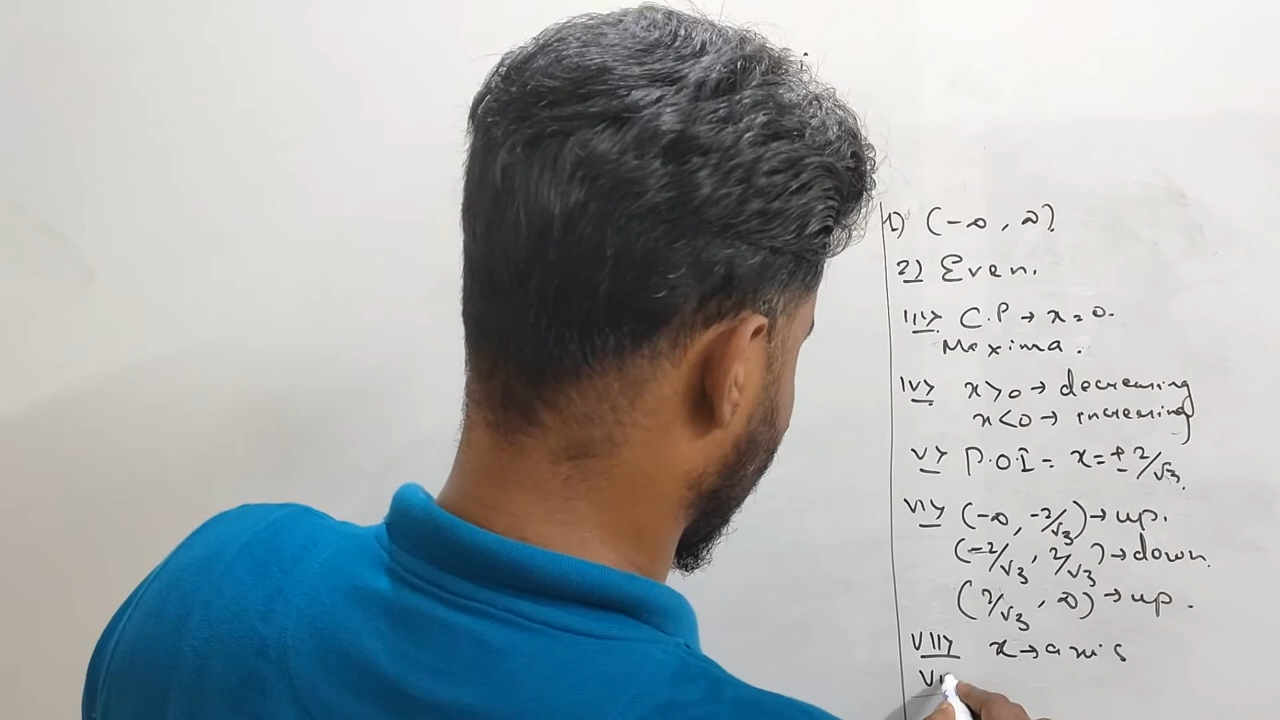 1) (-∞, ∞).
2) Even.
iii> C.P → x = 0.
Maxima.
iv> x>0 → decreasing
x<0 → increasing
v> P.O.I = x = ± 2/√3.
vi> (-∞, -2/√3) → up.
(-2/√3, 2/√3) → down.
(2/√3, ∞) → up.
vii> x → axis